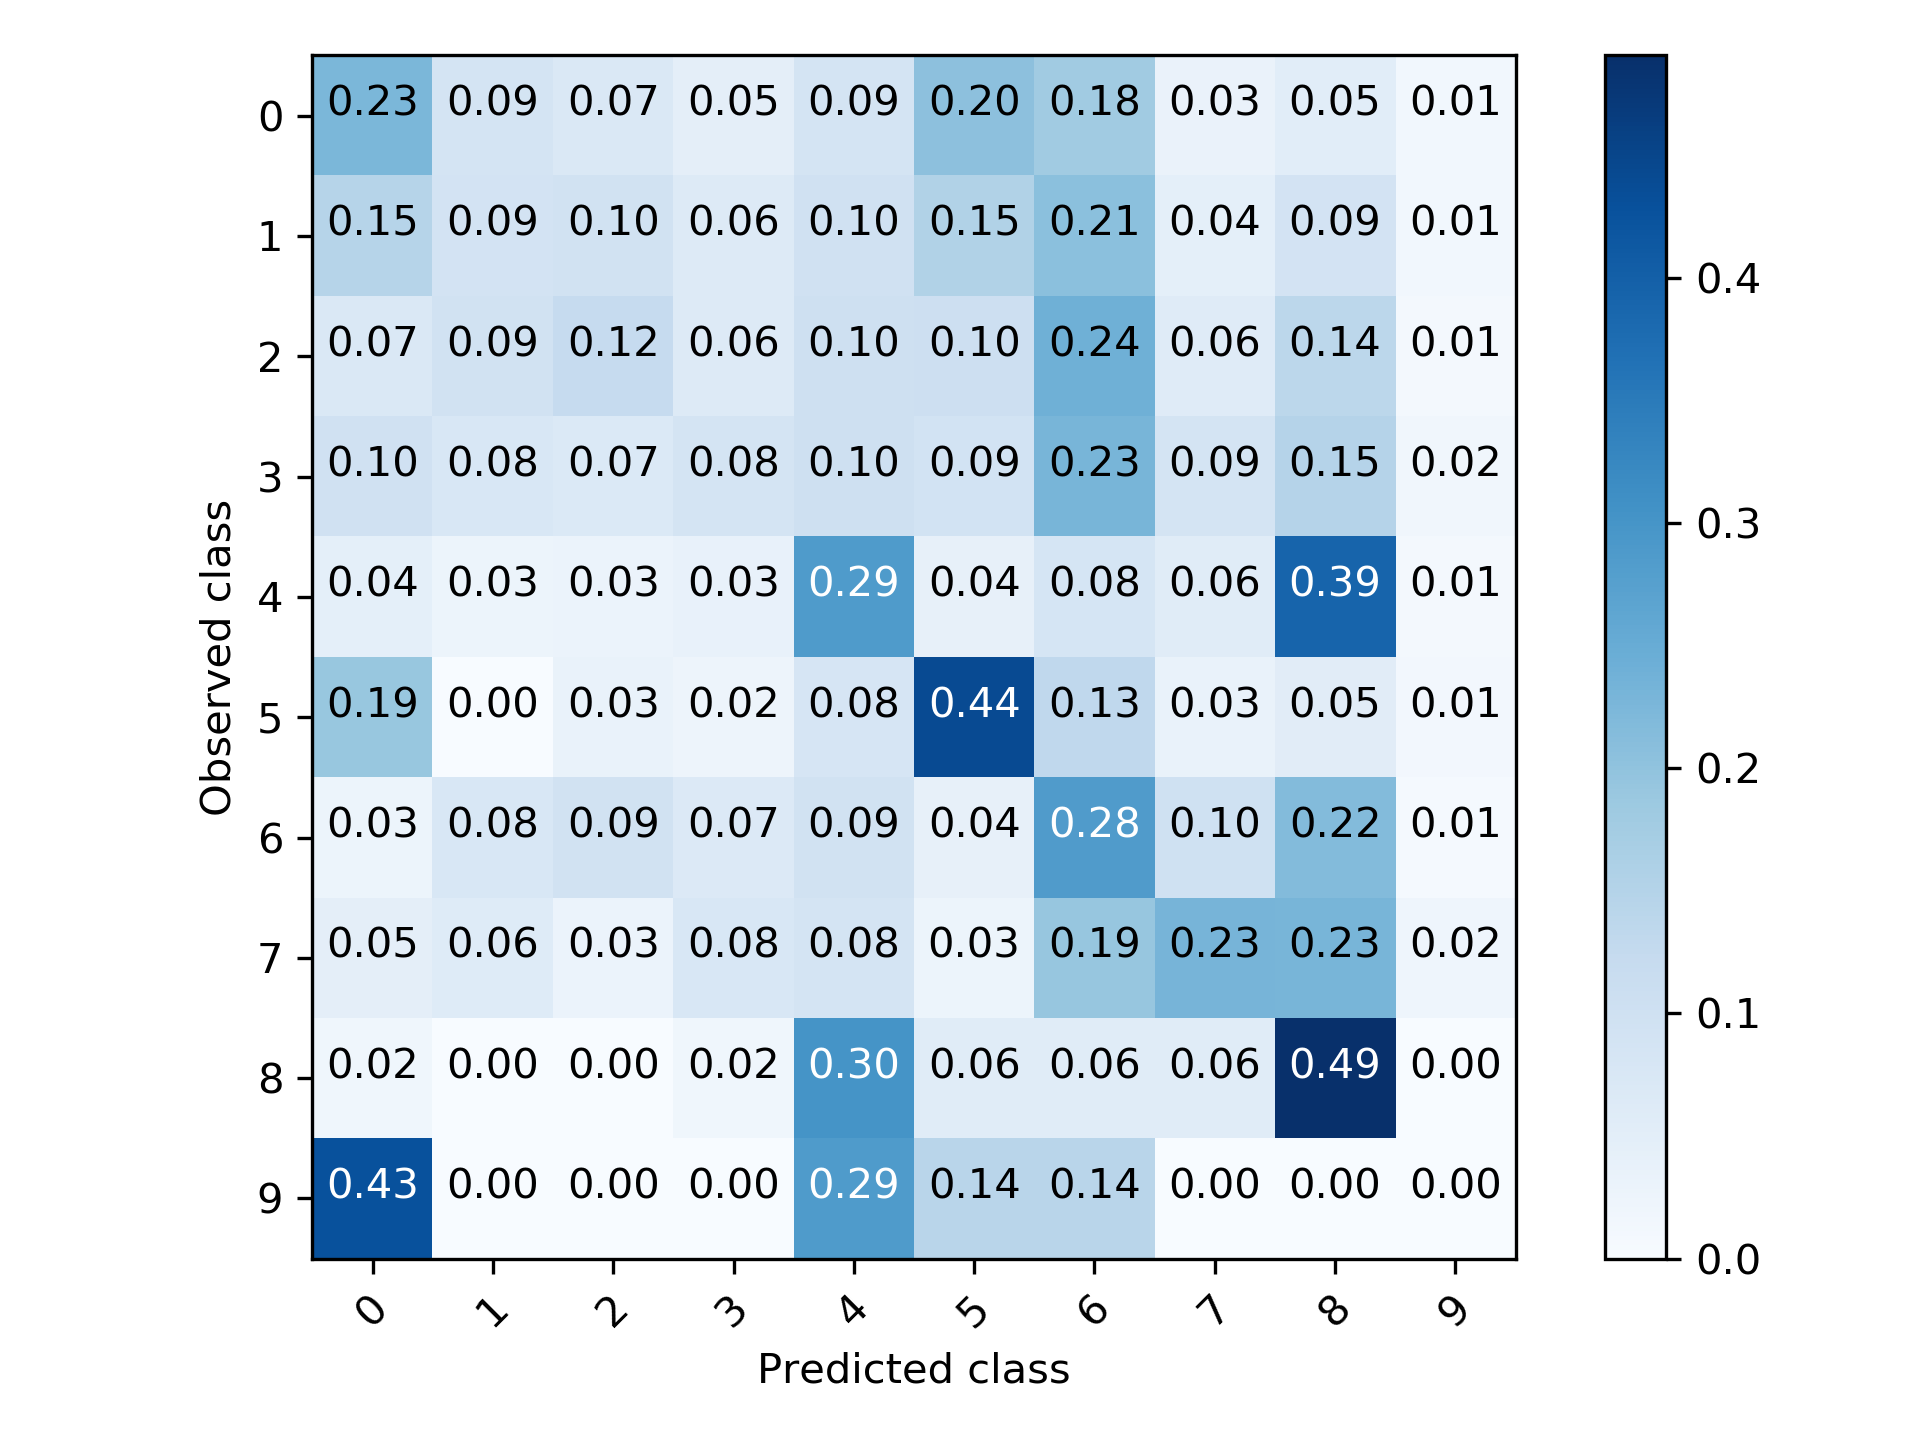 0 0.23 0.09 0.07 0.05 0.09 0.20 0.18 0.03 0.05 0.01
1 0.15 0.09 0.10 0.06 0.10 0.15 0.21 0.04 0.09 0.01
2 0.07 0.09 0.12 0.06 0.10 0.10 0.24 0.06 0.14 0.01
3 0.10 0.08 0.07 0.08 0.10 0.09 0.23 0.09 0.15 0.02
4 0.04 0.03 0.03 0.03 0.29 0.04 0.08 0.06 0.39 0.01
5 0.19 0.00 0.03 0.02 0.08 0.44 0.13 0.03 0.05 0.01
6 0.03 0.08 0.09 0.07 0.09 0.04 0.28 0.10 0.22 0.01
7 0.05 0.06 0.03 0.08 0.08 0.03 0.19 0.23 0.23 0.02
8 0.02 0.00 0.00 0.02 0.30 0.06 0.06 0.06 0.49 0.00
9 0.43 0.00 0.00 0.00 0.29 0.14 0.14 0.00 0.00 0.00
0 1 2 3 4 5 6 7 8 9
Predicted class
Observed class
0.4
0.3
0.2
0.1
0.0